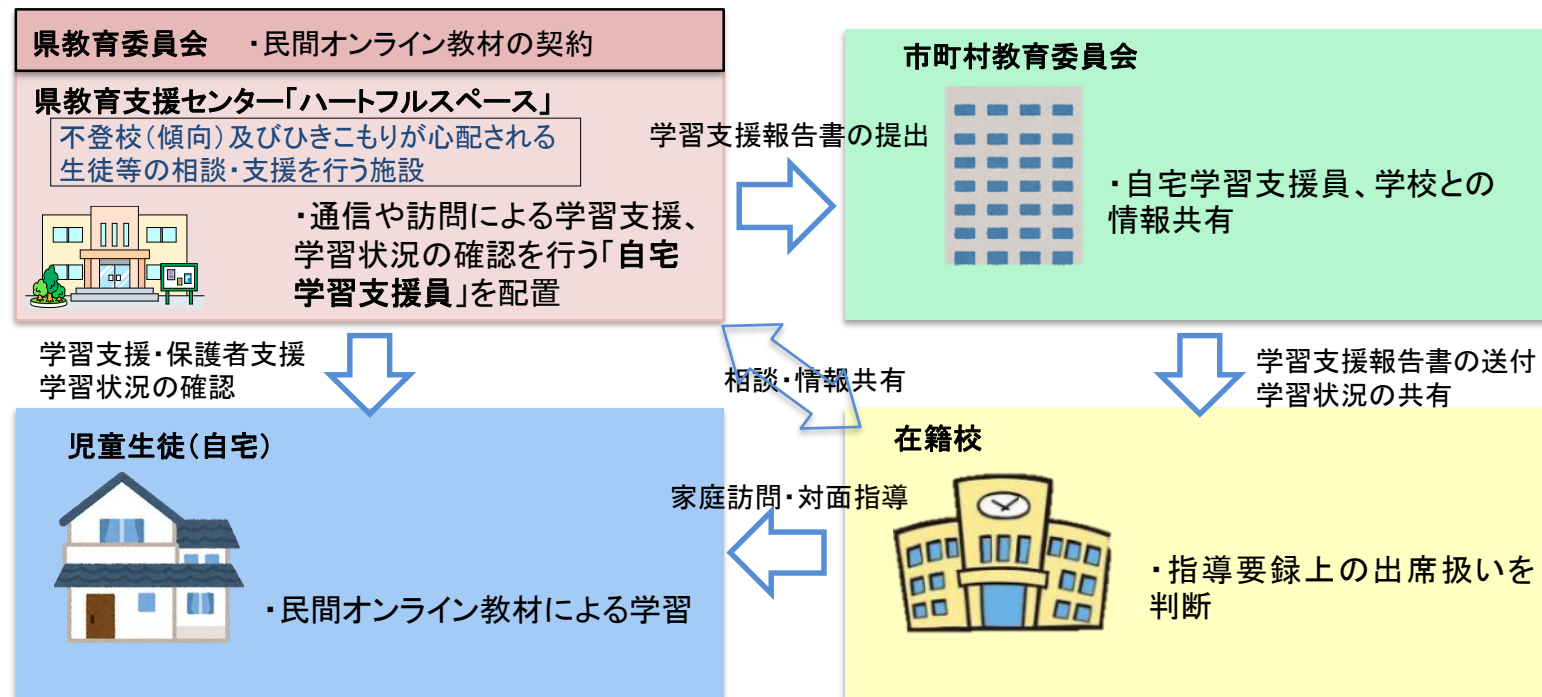 県教育委員会　・民間オンライン教材の契約
県教育支援センター「ハートフルスペース」
不登校(傾向)及びひきこもりが心配される
生徒等の相談・支援を行う施設
・通信や訪問による学習支援、
学習状況の確認を行う「自宅
学習支援員」を配置
学習支援報告書の提出
市町村教育委員会
・自宅学習支援員、学校との
情報共有
学習支援・保護者支援
学習状況の確認
相談・情報共有
学習支援報告書の送付
学習状況の共有
児童生徒(自宅)
・民間オンライン教材による学習
家庭訪問・対面指導
在籍校
・指導要録上の出席扱いを
判断